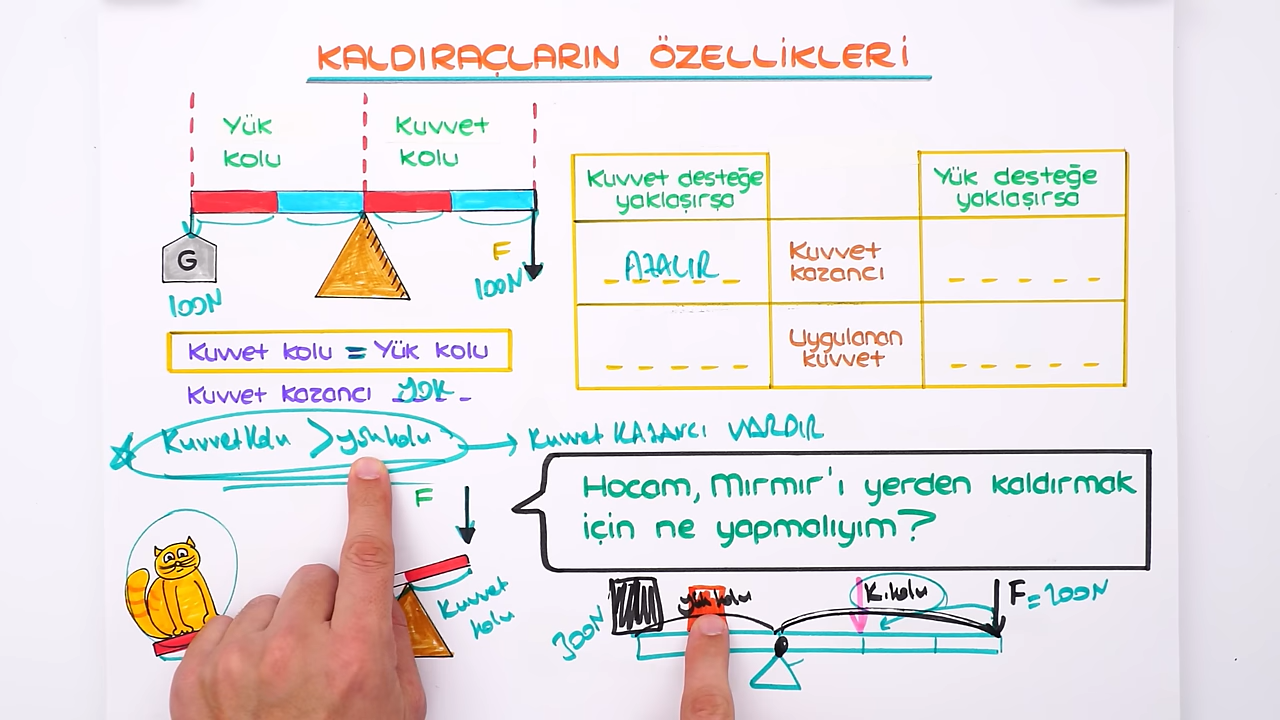 KALDIRAÇLARIN ÖZELLİKLERİ
Yük
kolu
Kuvvet
kolu
G
100N
F
100N
Kuvvet kolu = Yük kolu
Kuvvet kazancı YOK
Kuvvet kolu > yük kolu → Kuvvet KAZANCI VARDIR
Kuvvet desteğe
yaklaşırsa
Yük desteğe
yaklaşırsa
AZALIR
Kuvvet
kazancı
Uygulanan
kuvvet
Hocam, Mırmır'ı yerden kaldırmak
için ne yapmalıyım?
F
Kuvvet
kolu
300N
K.kolu
F = 200N